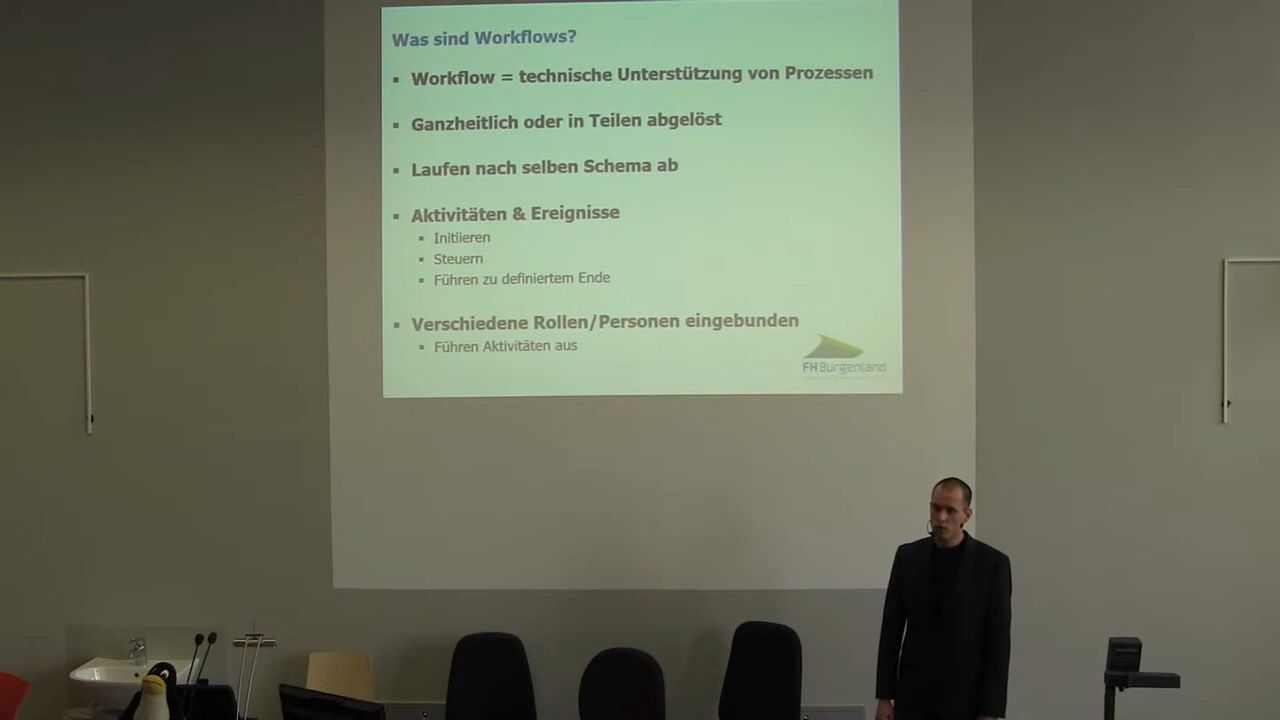 Was sind Workflows?
Workflow = technische Unterstützung von Prozessen
Ganzheitlich oder in Teilen abgelöst
Laufen nach selben Schema ab
Aktivitäten & Ereignisse
Initiieren
Steuern
Führen zu definiertem Ende
Verschiedene Rollen/Personen eingebunden
Führen Aktivitäten aus
FH Burgenland